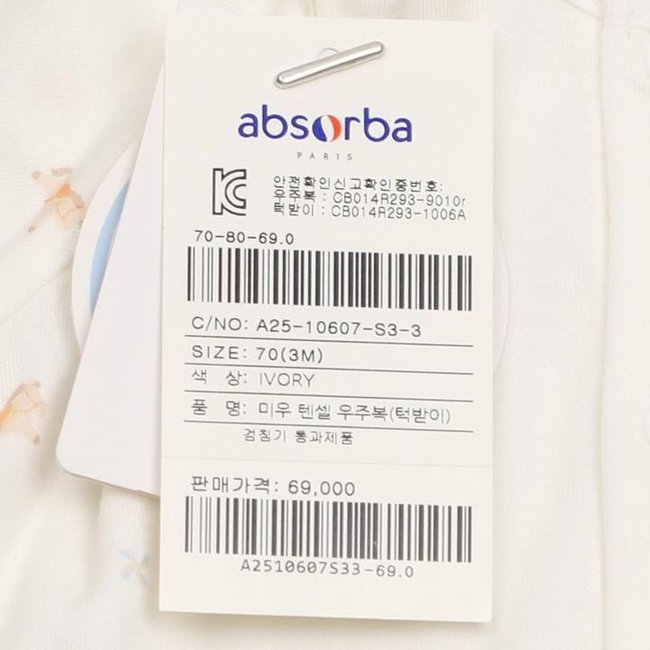 absorba
PARIS
안전확인신고확인증번호:
우주복 : CB014R293-9010r
턱받이 : CB014R293-1006A
70-80-69.0
C/NO: A25-10607-S3-3
SIZE: 70(3M)
색 상: IVORY
품 명: 미우 텐셀 우주복(턱받이)
검침기 통과제품
판매가격: 69,000
A2510607S33-69.0